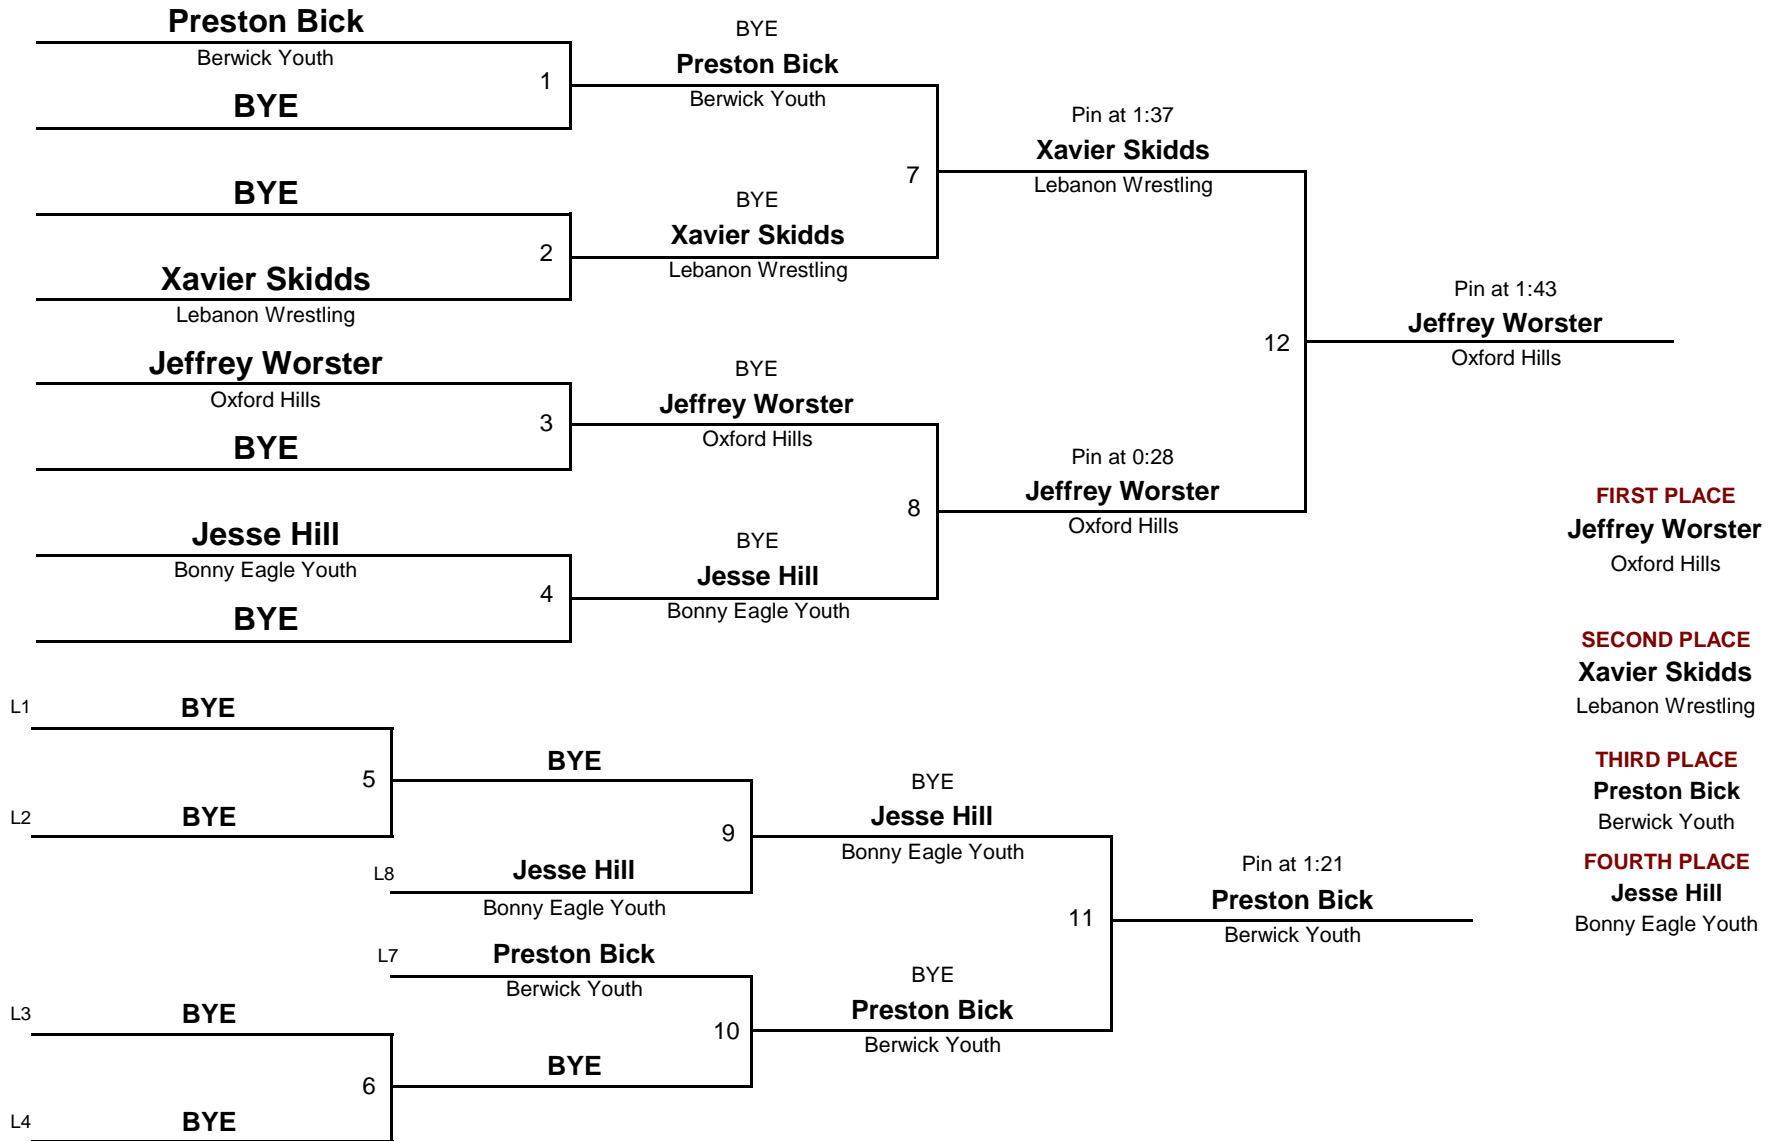 Preston Bick
Berwick Youth
1
BYE
BYE
2
Xavier Skidds
Lebanon Wrestling
Jeffrey Worster
Oxford Hills
3
BYE
Jesse Hill
Bonny Eagle Youth
4
BYE
BYE
Preston Bick
Berwick Youth
7
BYE
Xavier Skidds
Lebanon Wrestling
BYE
Jeffrey Worster
Oxford Hills
8
BYE
Jesse Hill
Bonny Eagle Youth
Pin at 1:37
Xavier Skidds
Lebanon Wrestling
12
Pin at 0:28
Jeffrey Worster
Oxford Hills
Pin at 1:43
Jeffrey Worster
Oxford Hills
FIRST PLACE
Jeffrey Worster
Oxford Hills
SECOND PLACE
Xavier Skidds
Lebanon Wrestling
THIRD PLACE
Preston Bick
Berwick Youth
FOURTH PLACE
Jesse Hill
Bonny Eagle Youth
L1 BYE
5
L2 BYE
BYE
9
L8 Jesse Hill
Bonny Eagle Youth
L7 Preston Bick
Berwick Youth
10
L3 BYE
6
BYE
L4 BYE
BYE
Jesse Hill
Bonny Eagle Youth
11
BYE
Preston Bick
Berwick Youth
Pin at 1:21
Preston Bick
Berwick Youth